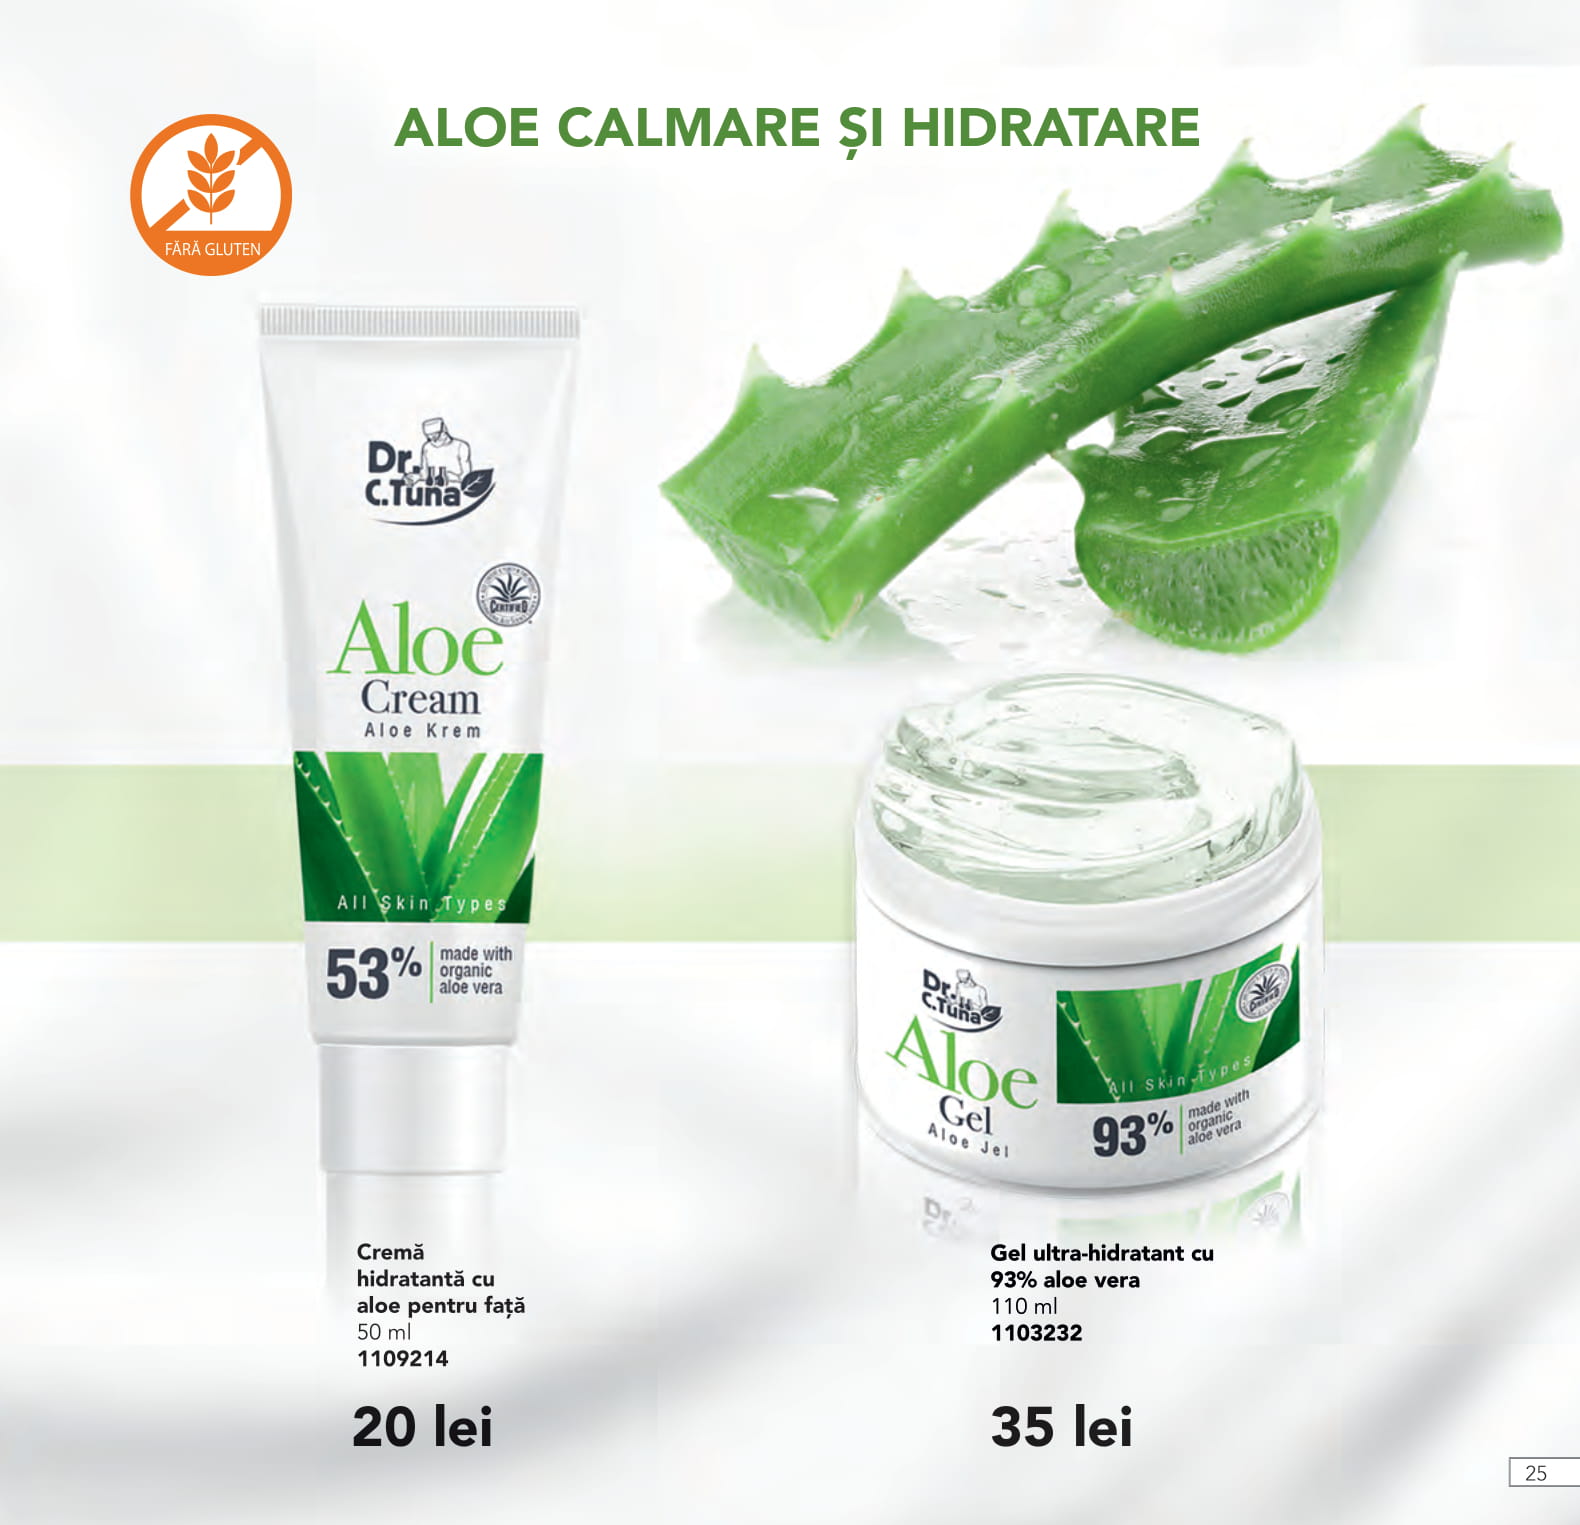 ALOE CALMARE ȘI HIDRATARE
FĂRĂ GLUTEN
Dr.
C.Tuna
CERTIFIED
Aloe
Cream
Aloe Krem
All Skin Types
53% made with
organic
aloe vera
Dr.
C.Tuna
Aloe
Gel
Aloe Jel
CERTIFIED
All Skin Types
93% made with
organic
aloe vera
Cremă
hidratantă cu
aloe pentru față
50 ml
1109214
20 lei
Gel ultra-hidratant cu
93% aloe vera
110 ml
1103232
35 lei
25